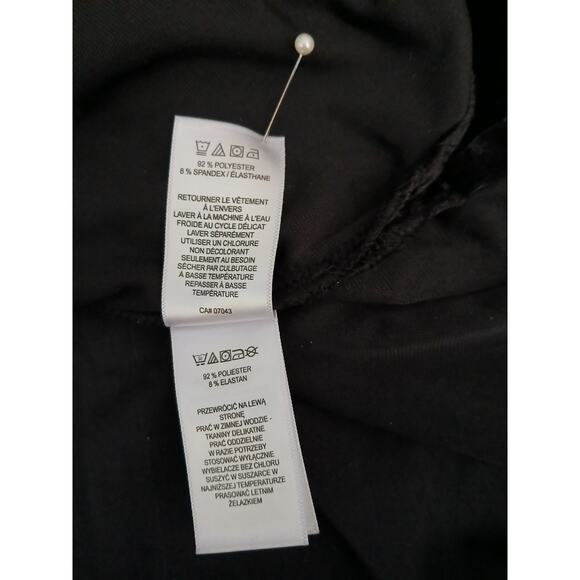 92 % POLYESTER
8 % SPANDEX / ÉLASTHANE
RETOURNER LE VÊTEMENT
À L'ENVERS
LAVER À LA MACHINE À L'EAU
FROIDE AU CYCLE DÉLICAT
LAVER SÉPARÉMENT
UTILISER UN CHLORURE
NON DÉCOLORANT
SEULEMENT AU BESOIN
SÉCHER PAR CULBUTAGE
À BASSE TEMPÉRATURE
REPASSER À BASSE
TEMPÉRATURE
CA# 07043
92 % POLIESTER
8 % ELASTAN
PRZEWRÓCIĆ NA LEWĄ
STRONĘ
PRAĆ W ZIMNEJ WODZIE -
TKANINY DELIKATNE
PRAĆ ODDZIELNIE
W RAZIE POTRZEBY
STOSOWAĆ WYŁĄCZNIE
WYBIELACZE BEZ CHLORU
SUSZYĆ W SUSZARCE W
NAJNIŻSZEJ TEMPERATURZE
PRASOWAĆ LETNIM
ŻELAZKIEM